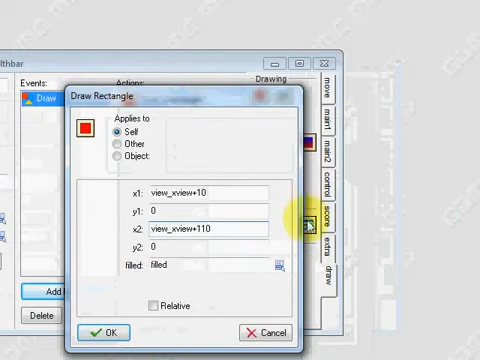 lthbar
Events:
Actions:
Drawing
Draw
move
main1
main2
control
score
extra
draw
Draw Rectangle
Applies to
Self
Other
Object:
x1: view_xview+10
y1: 0
x2: view_xview+110
y2: 0
filled: filled
Relative
OK
Cancel
Add
Delete